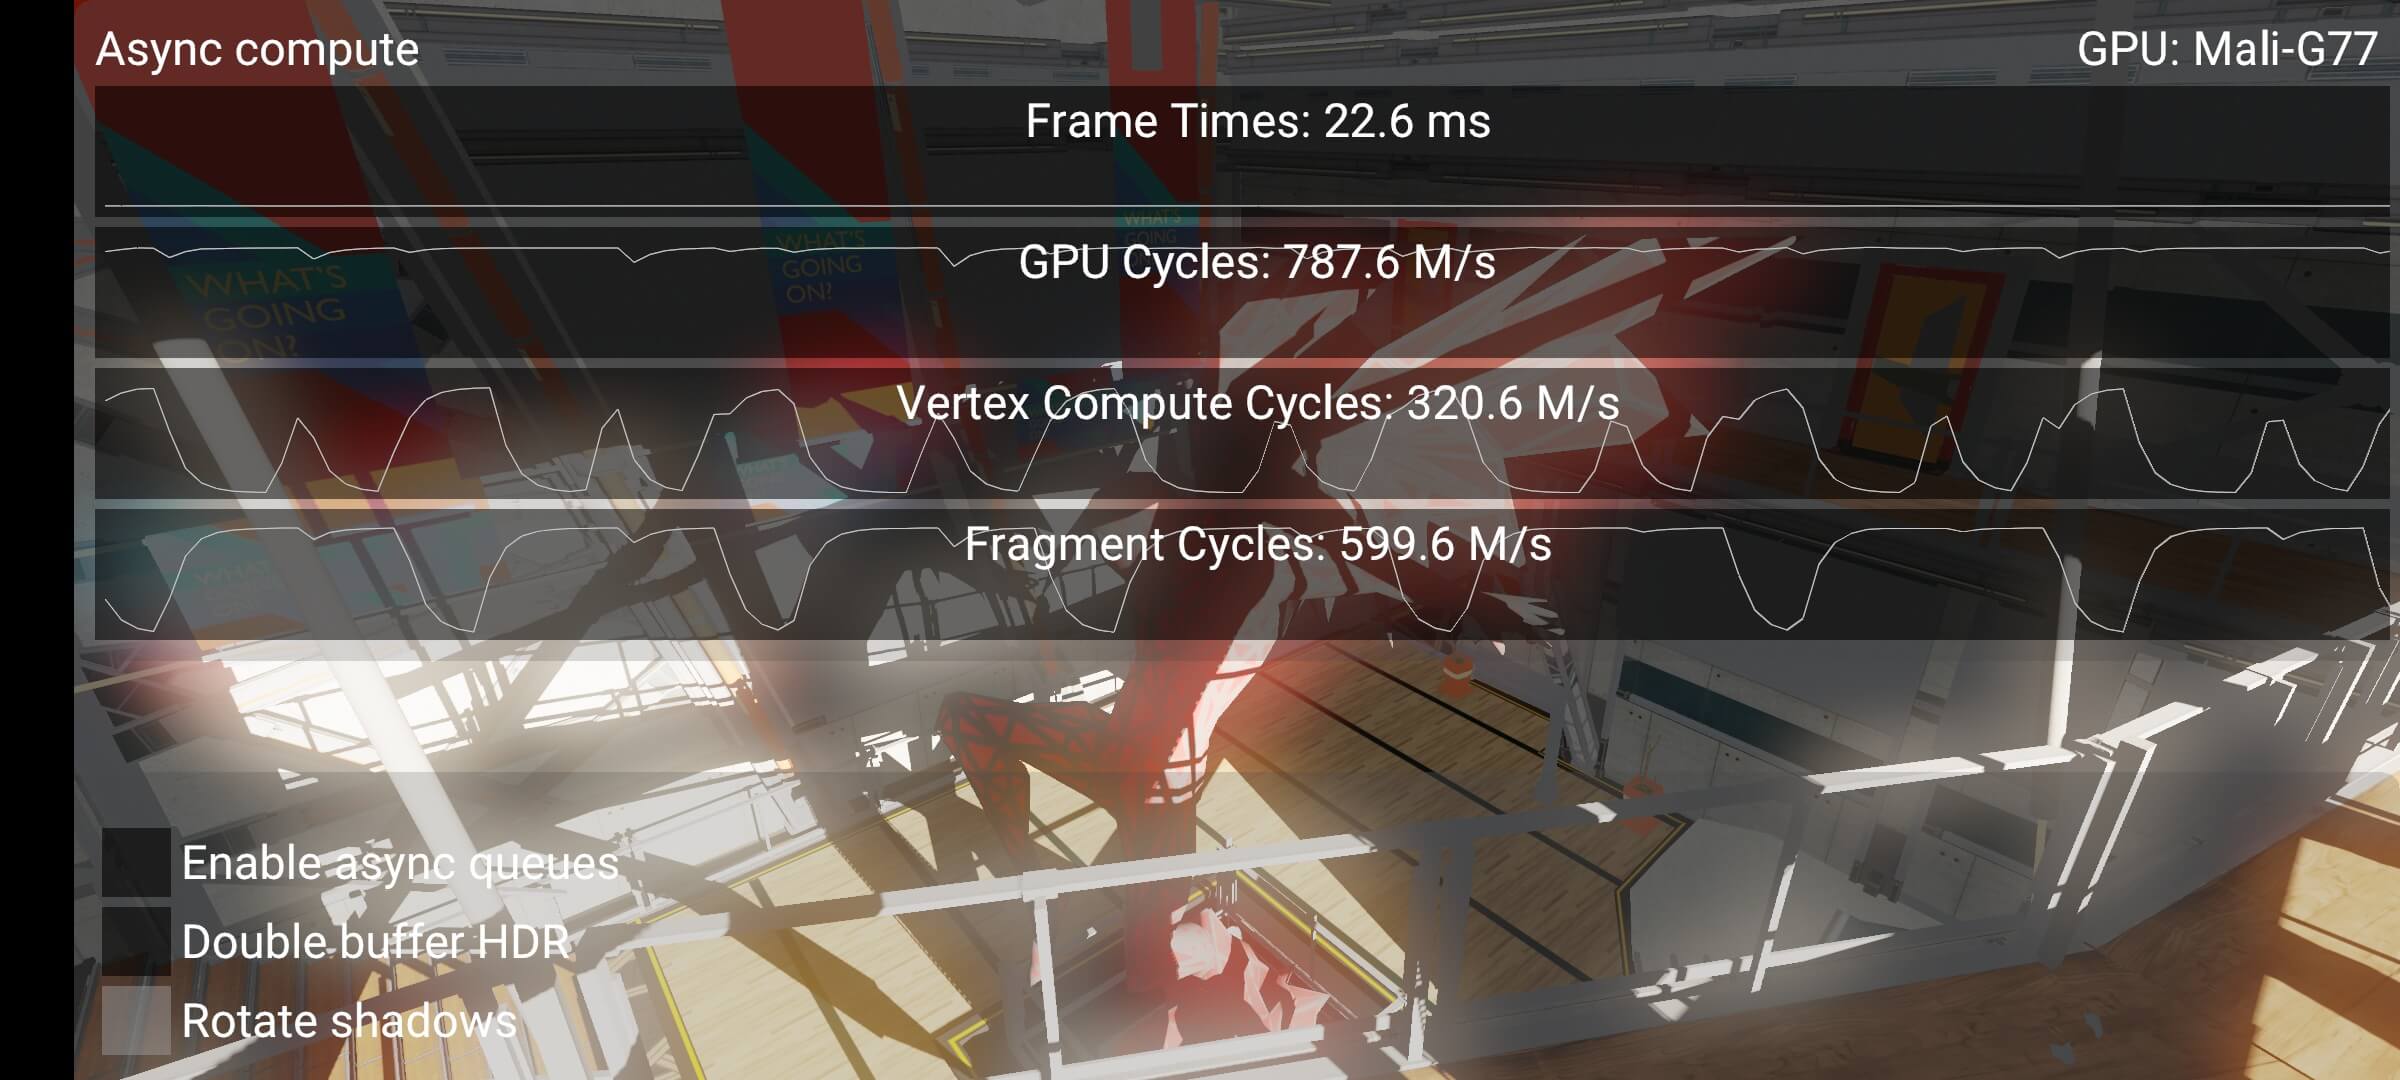 Async compute
GPU: Mali-G77
Frame Times: 22.6 ms
GPU Cycles: 787.6 M/s
Vertex Compute Cycles: 320.6 M/s
Fragment Cycles: 599.6 M/s
WHAT'S
GOING
ON?
WHAT'S
GOING
ON?
WHAT'S
GOING
Enable async queues
Double buffer HDR
Rotate shadows